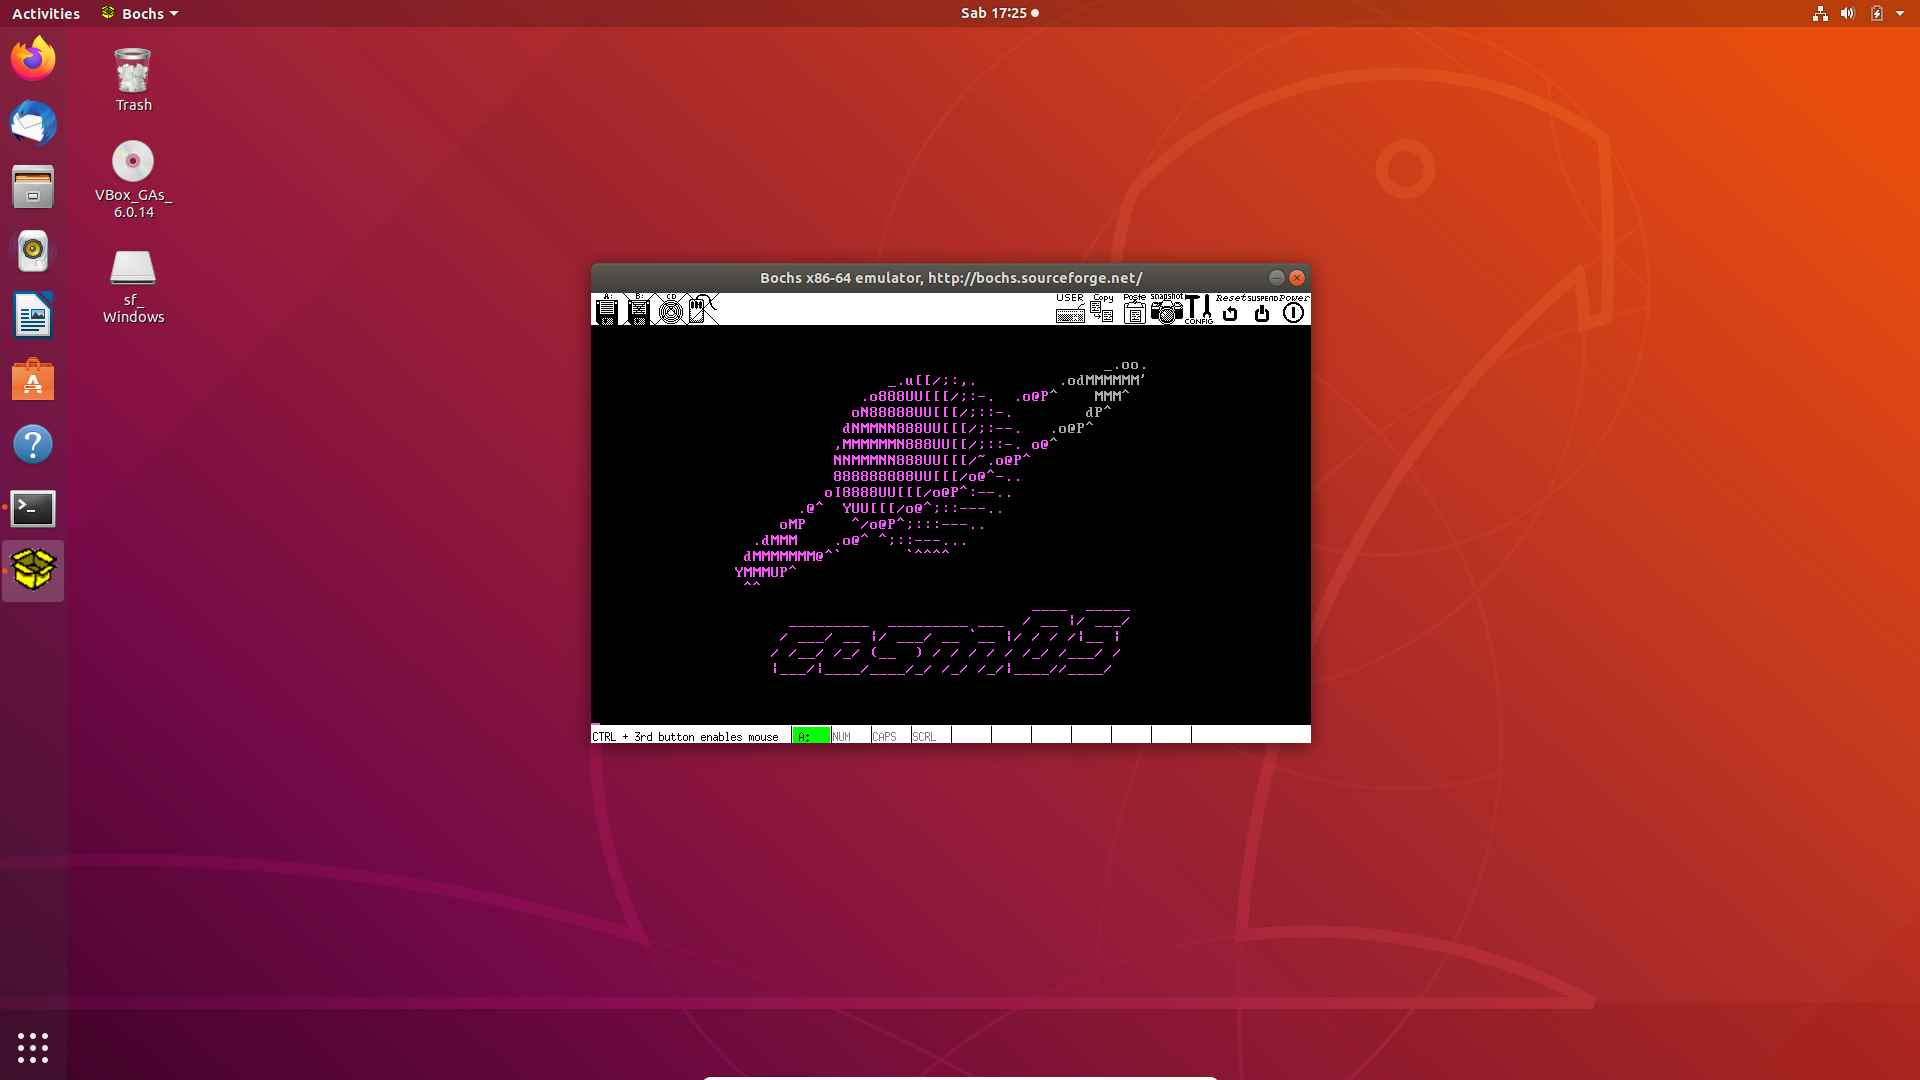 Activities
Bochs
Sab 17:25
Trash
VBox_GAs_
6.0.14
sf_
Windows
Bochs x86-64 emulator, http://bochs.sourceforge.net/
A: B: CD USER Copy Paste snapshot CONFIG Reset SUSPEND Power
CTRL + 3rd button enables mouse A: NUM CAPS SCRL